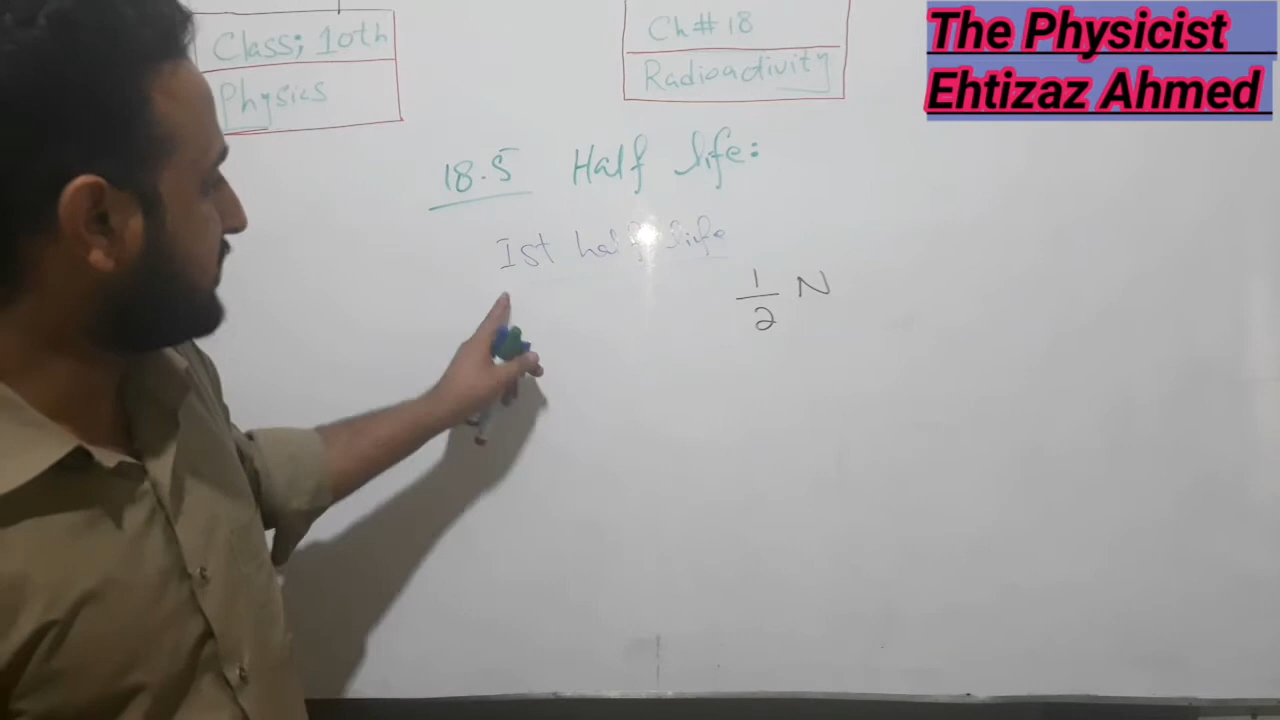 Class; 10th
Physics
Ch# 18
Radioactivity
The Physicist
Ehtizaz Ahmed
18.5 Half life:
Ist half life
1/2 N